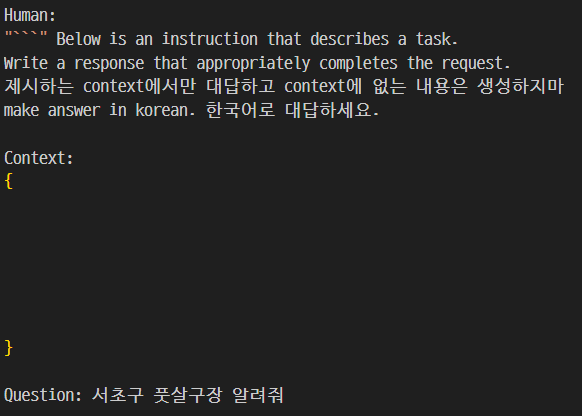 Human:
"```" Below is an instruction that describes a task.
Write a response that appropriately completes the request.
제시하는 context에서만 대답하고 context에 없는 내용은 생성하지마
make answer in korean. 한국어로 대답하세요.
Context:
{
}
Question: 서초구 풋살구장 알려줘